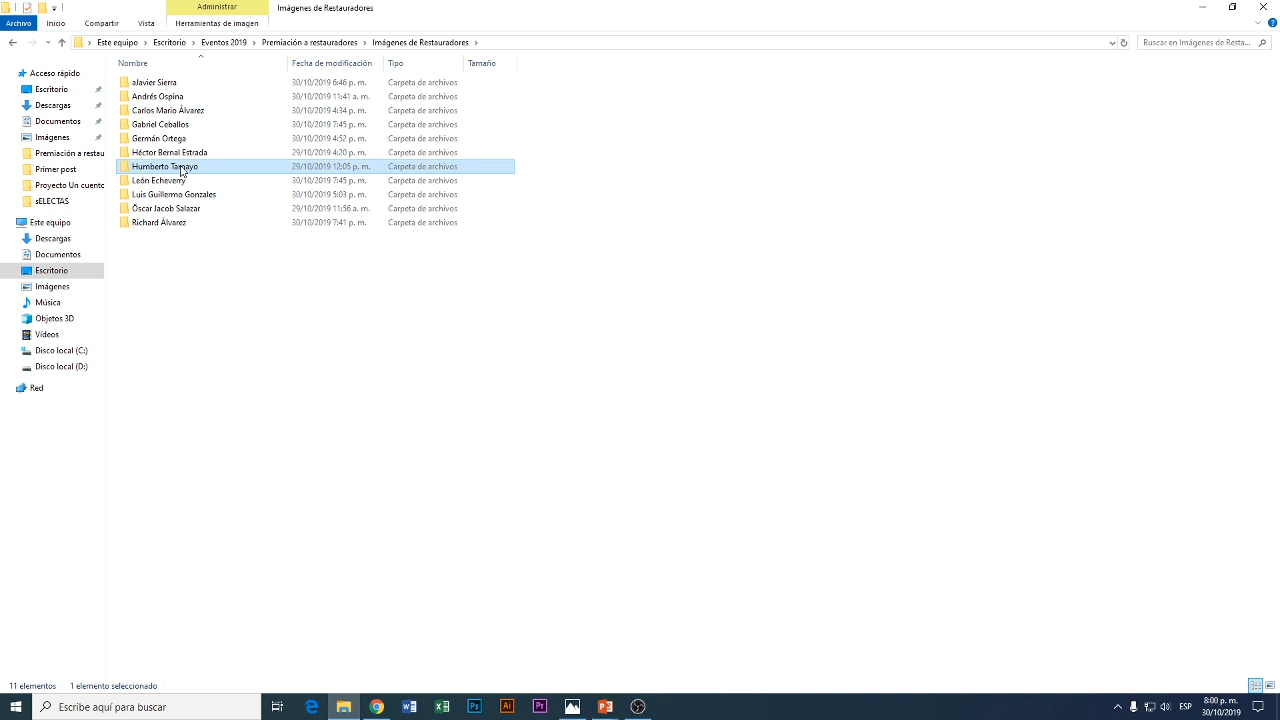 Administrar
Imágenes de Restauradores
Archivo
Inicio
Compartir
Vista
Herramientas de imagen
Este equipo
Escritorio
Eventos 2019
Premiación a restauradores
Imágenes de Restauradores
Buscar en Imágenes de Resta...
Nombre
Fecha de modificación
Tipo
Tamaño
Acceso rápido
Escritorio
Descargas
Documentos
Imágenes
Premiación a restau
Primer post
Proyecto Un cuento
sELECTAS
Este equipo
Descargas
Documentos
Escritorio
Imágenes
Música
Objetos 3D
Vídeos
Disco local (C:)
Disco local (D:)
Red
aJavier Sierra 30/10/2019 6:46 p. m. Carpeta de archivos
Andrés Ospina 30/10/2019 11:41 a. m. Carpeta de archivos
Carlos Mario Álvarez 30/10/2019 4:34 p. m. Carpeta de archivos
Gabriel Ceballos 30/10/2019 7:45 p. m. Carpeta de archivos
Germán Ortega 30/10/2019 4:52 p. m. Carpeta de archivos
Héctor Bernal Estrada 29/10/2019 4:20 p. m. Carpeta de archivos
Humberto Tamayo 29/10/2019 12:05 p. m. Carpeta de archivos
León Echeverry 30/10/2019 7:45 p. m. Carpeta de archivos
Luis Guillermo Gonzales 30/10/2019 5:03 p. m. Carpeta de archivos
Óscar Jacob Salazar 29/10/2019 11:56 a. m. Carpeta de archivos
Richard Álvarez 30/10/2019 7:41 p. m. Carpeta de archivos
11 elementos
1 elemento seleccionado
Escribe aquí para buscar
Ps
Ai
Pr
ESP
8:00 p. m.
30/10/2019